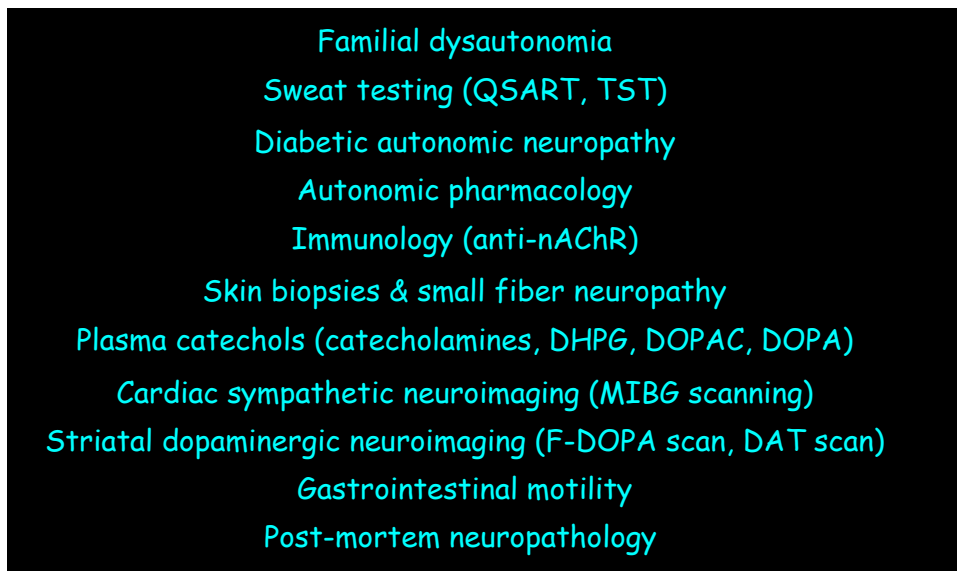 Familial dysautonomia
Sweat testing (QSART, TST)
Diabetic autonomic neuropathy
Autonomic pharmacology
Immunology (anti-nAChR)
Skin biopsies & small fiber neuropathy
Plasma catechols (catecholamines, DHPG, DOPAC, DOPA)
Cardiac sympathetic neuroimaging (MIBG scanning)
Striatal dopaminergic neuroimaging (F-DOPA scan, DAT scan)
Gastrointestinal motility
Post-mortem neuropathology